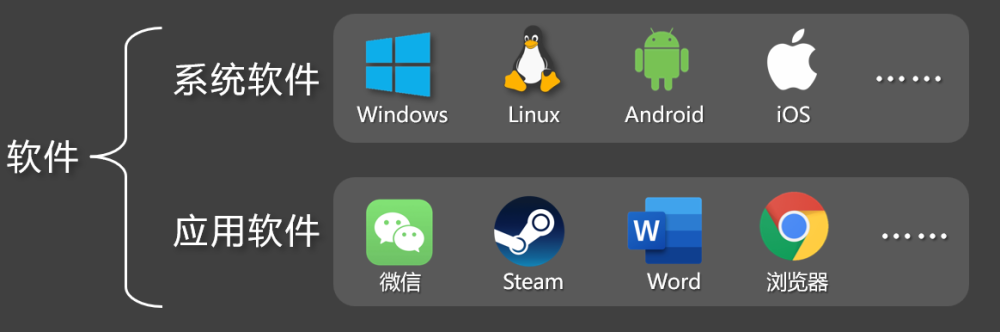 软件
系统软件
Windows
Linux
Android
iOS
……
应用软件
微信
Steam
W
Word
浏览器
……